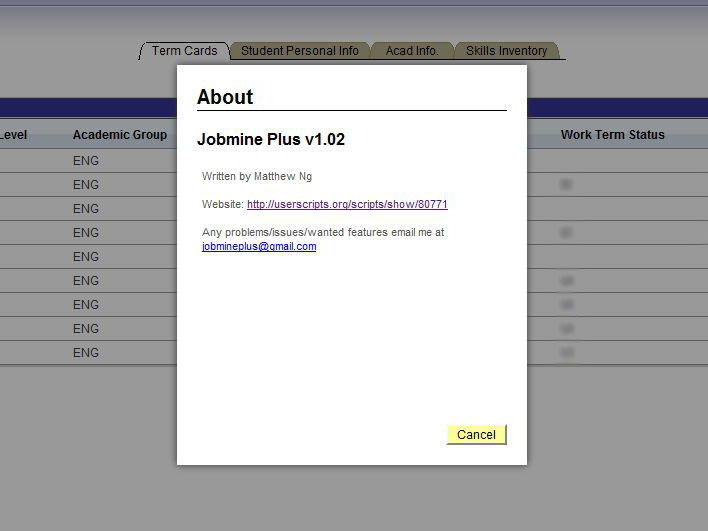 Term Cards Student Personal Info Acad Info. Skills Inventory
About
Level Academic Group Work Term Status
Jobmine Plus v1.02
ENG
Written by Matthew Ng
ENG
Website: http://userscripts.org/scripts/show/80771
ENG
Any problems/issues/wanted features email me at
ENG
jobmineplus@gmail.com
ENG
ENG
ENG
ENG
ENG
Cancel